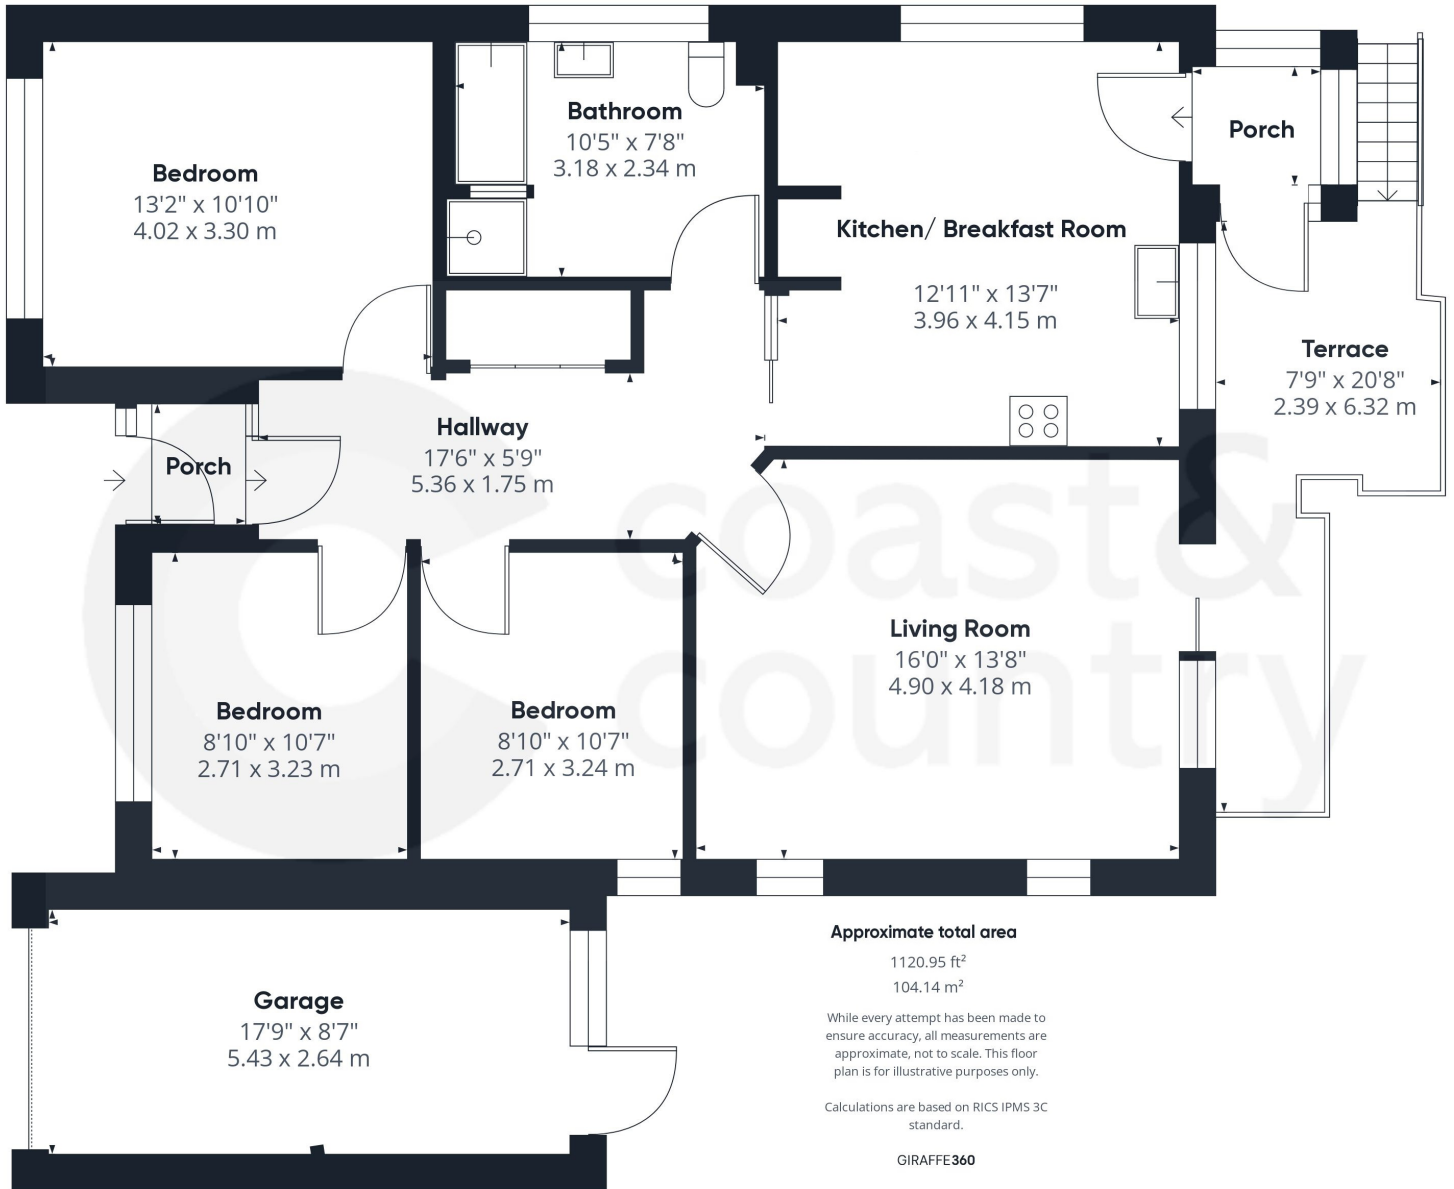 Bedroom
13'2" x 10'10"
4.02 x 3.30 m
Bathroom
10'5" x 7'8"
3.18 x 2.34 m
Porch
Kitchen/ Breakfast Room
12'11" x 13'7"
3.96 x 4.15 m
Terrace
7'9" x 20'8"
2.39 x 6.32 m
Hallway
17'6" x 5'9"
5.36 x 1.75 m
Porch
coast&
country
Living Room
16'0" x 13'8"
4.90 x 4.18 m
Bedroom
8'10" x 10'7"
2.71 x 3.23 m
Bedroom
8'10" x 10'7"
2.71 x 3.24 m
Garage
17'9" x 8'7"
5.43 x 2.64 m
Approximate total area
1120.95 ft²
104.14 m²
While every attempt has been made to
ensure accuracy, all measurements are
approximate, not to scale. This floor
plan is for illustrative purposes only.
Calculations are based on RICS IPMS 3C
standard.
GIRAFFE360